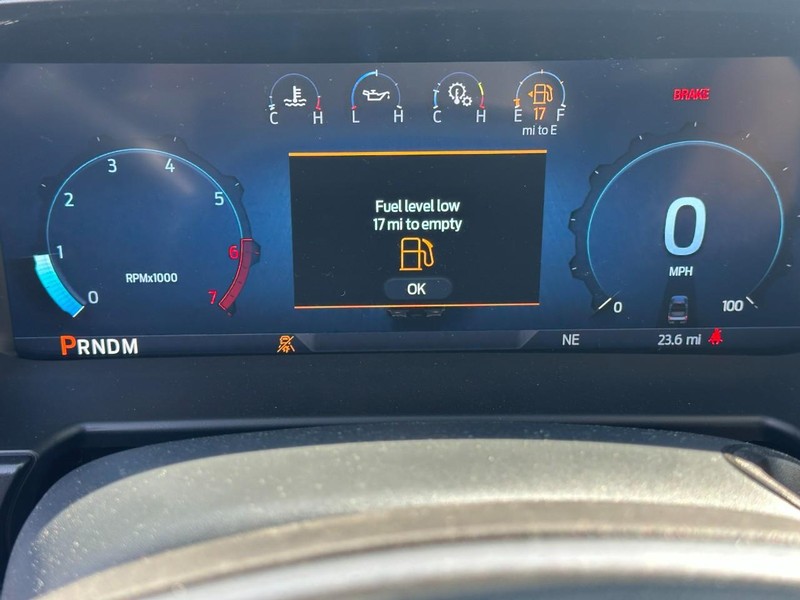 C H
L H
C H
E 17 F
mi to E
BRAKE
0 1 2 3 4 5 6 7
RPMx1000
Fuel level low
17 mi to empty
OK
0
MPH
0 100
PRNDM
NE
23.6 mi